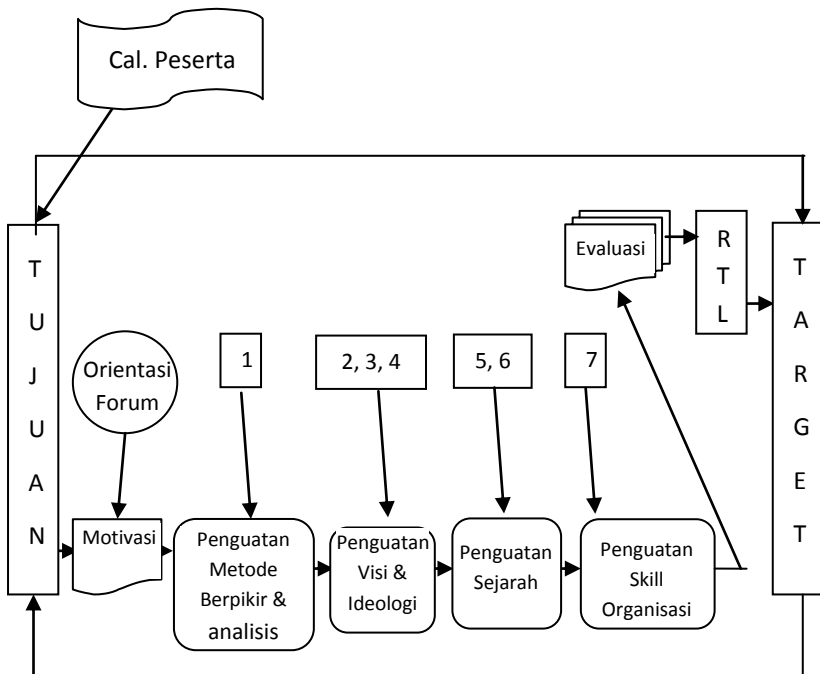 Cal. Peserta
T
U
J
U
A
N
Orientasi
Forum
1
2, 3, 4
5, 6
7
Evaluasi
R
T
L
T
A
R
G
E
T
Motivasi
Penguatan
Metode
Berpikir &
analisis
Penguatan
Visi &
Ideologi
Penguatan
Sejarah
Penguatan
Skill
Organisasi